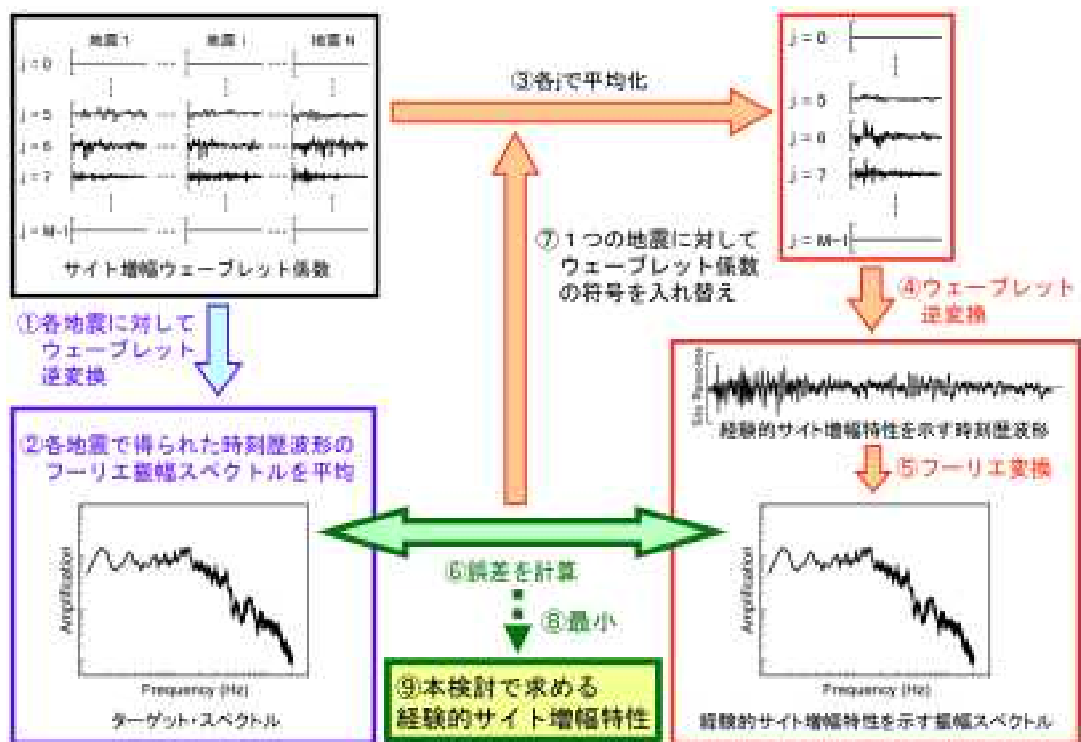 地震 1 地震 i 地震 N
j = 0
j = 5
j = 6
j = 7
j = M-1
サイト増幅ウェーブレット係数
③各jで平均化
j = 0
j = 5
j = 6
j = 7
j = M-1
⑦1つの地震に対して
ウェーブレット係数
の符号を入れ替え
①各地震に対して
ウェーブレット
逆変換
④ウェーブレット
逆変換
②各地震で得られた時刻歴波形の
フーリエ振幅スペクトルを平均
Amplification
Frequency (Hz)
ターゲット・スペクトル
Site Response
経験的サイト増幅特性を示す時刻歴波形
⑤フーリエ変換
Amplification
Frequency (Hz)
経験的サイト増幅特性を示す振幅スペクトル
⑥誤差を計算
⑧最小
⑨本検討で求める
経験的サイト増幅特性